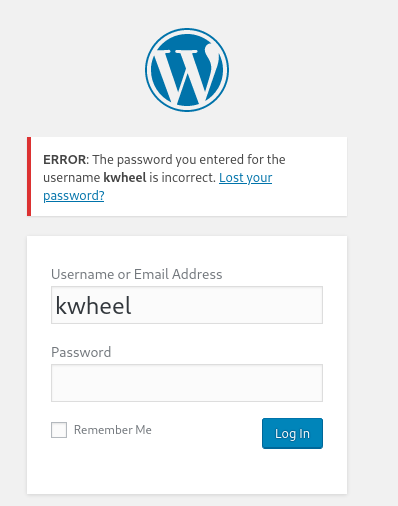 ERROR: The password you entered for the
username kwheel is incorrect. Lost your
password?
Username or Email Address
kwheel
Password
Remember Me
Log In